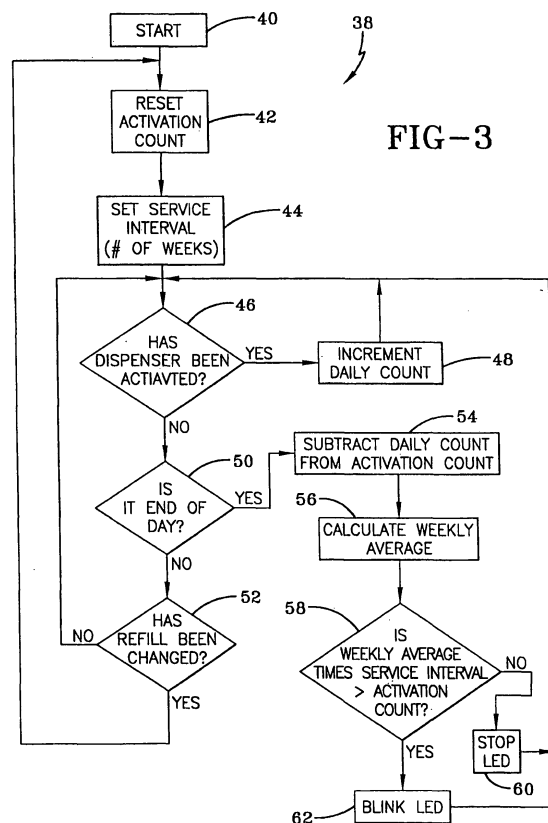 START
40
38
FIG-3
RESET
ACTIVATION
COUNT
42
SET SERVICE
INTERVAL
(# OF WEEKS)
44
46
HAS
DISPENSER BEEN
ACTIAVTED?
YES
INCREMENT
DAILY COUNT
48
NO
50
IS
IT END OF
DAY?
YES
54
SUBTRACT DAILY COUNT
FROM ACTIVATION COUNT
56
CALCULATE WEEKLY
AVERAGE
NO
52
HAS
REFILL BEEN
CHANGED?
NO
YES
58
IS
WEEKLY AVERAGE
TIMES SERVICE INTERVAL
> ACTIVATION
COUNT?
NO
YES
STOP
LED
60
62
BLINK LED